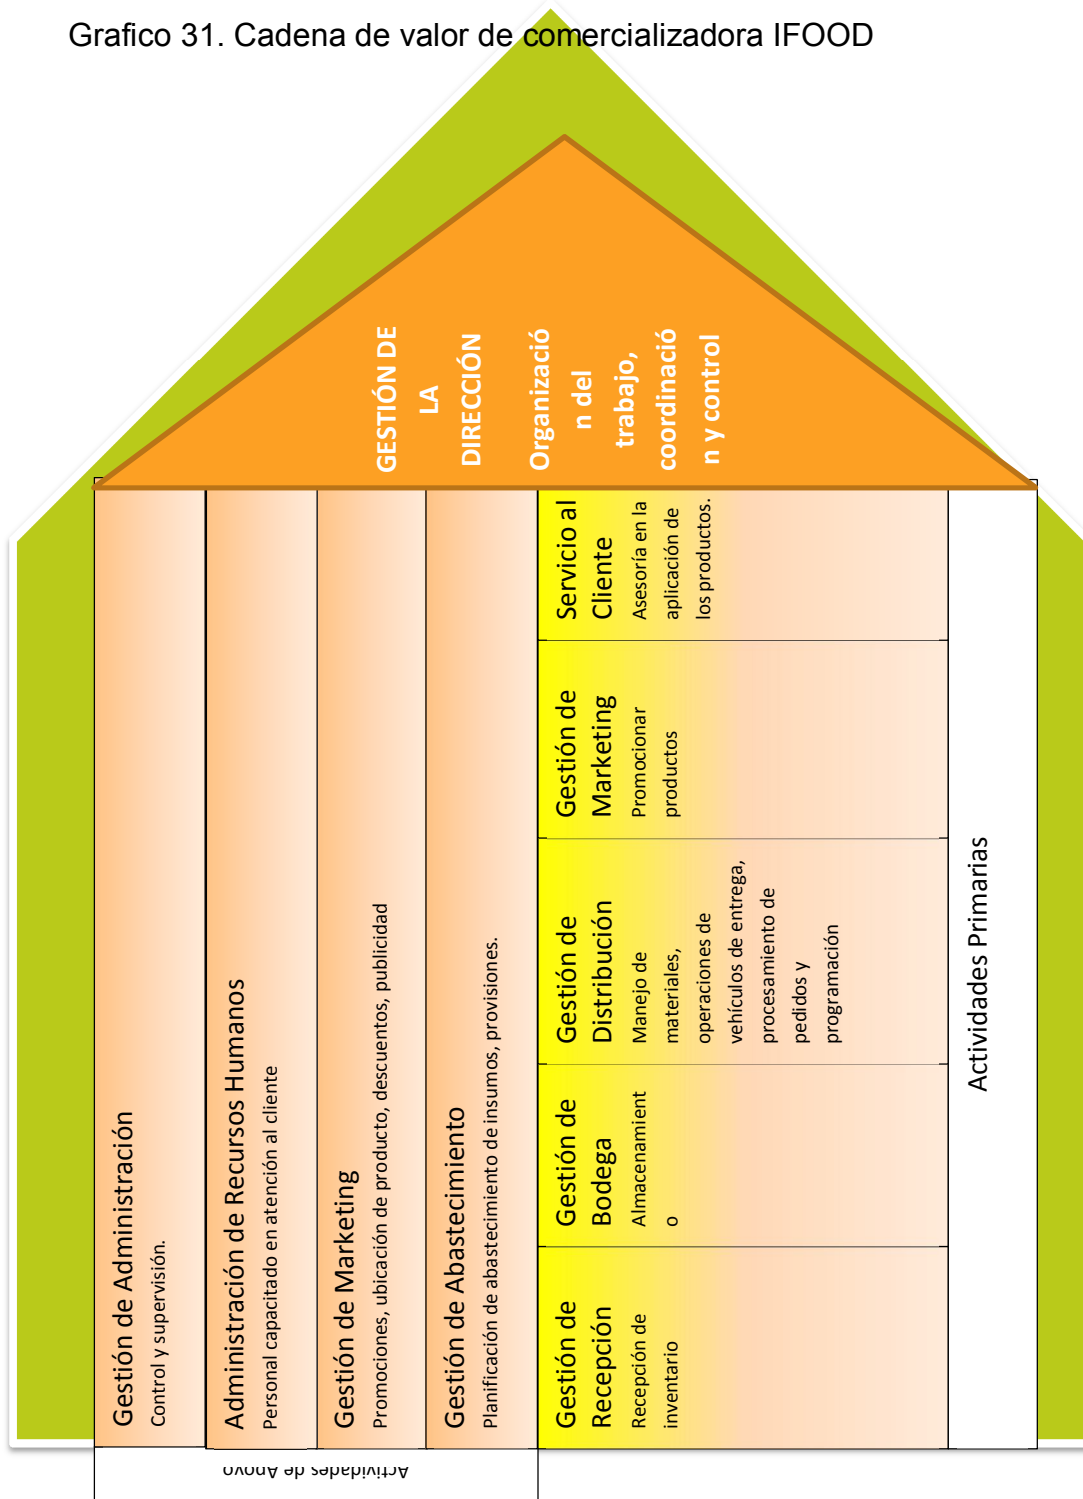 Grafico 31. Cadena de valor de comercializadora IFOOD
Actividades de Apoyo
Gestión de Administración
Control y supervisión.
Administración de Recursos Humanos
Personal capacitado en atención al cliente
Gestión de Marketing
Promociones, ubicación de producto, descuentos, publicidad
Gestión de Abastecimiento
Planificación de abastecimiento de insumos, provisiones.
Gestión de
Recepción
Recepción de
inventario
Gestión de
Bodega
Almacenamient
o
Gestión de
Distribución
Manejo de
materiales,
operaciones de
vehículos de entrega,
procesamiento de
pedidos y
programación
Gestión de
Marketing
Promocionar
productos
Servicio al
Cliente
Asesoría en la
aplicación de
los productos.
GESTIÓN DE
LA
DIRECCIÓN
Organizació
n del
trabajo,
coordinació
n y control
Actividades Primarias